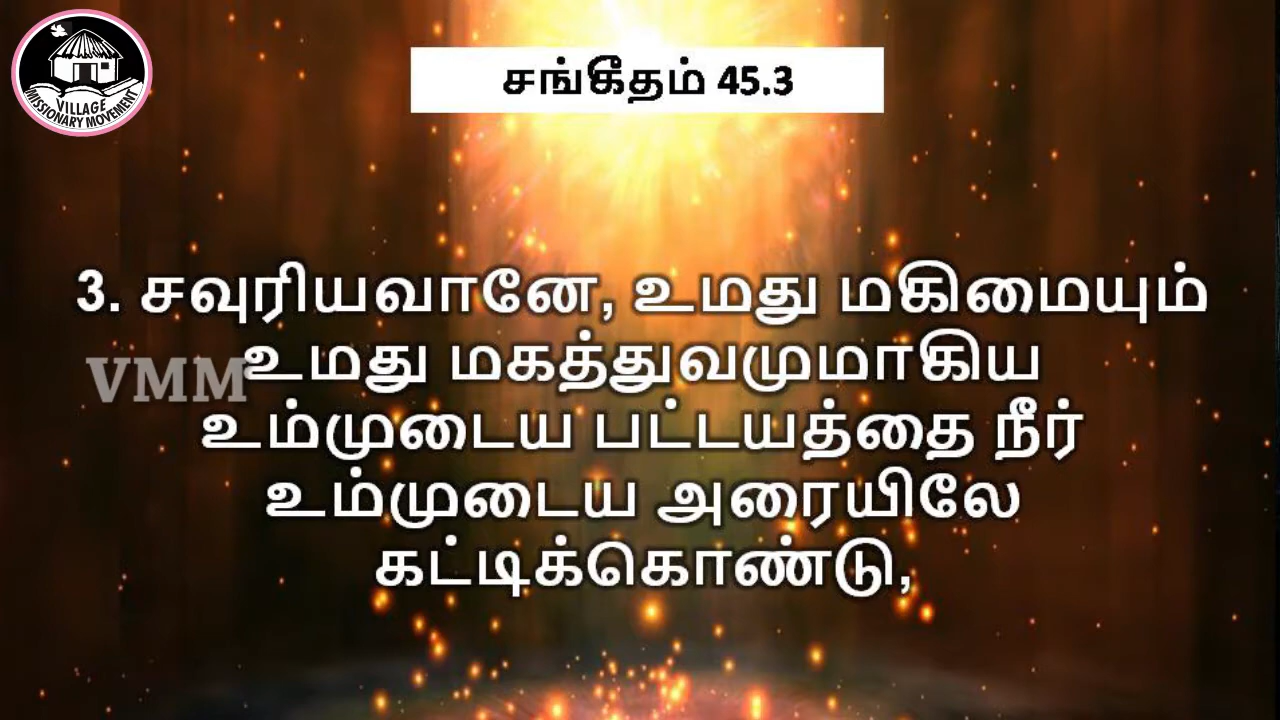 VILLAGE
MISSIONARY MOVEMENT
சங்கீதம் 45.3
3. சவுரியவானே, உமது மகிமையும்
உமது மகத்துவமுமாகிய
உம்முடைய பட்டயத்தை நீர்
உம்முடைய அரையிலே
கட்டிக்கொண்டு,
VMM